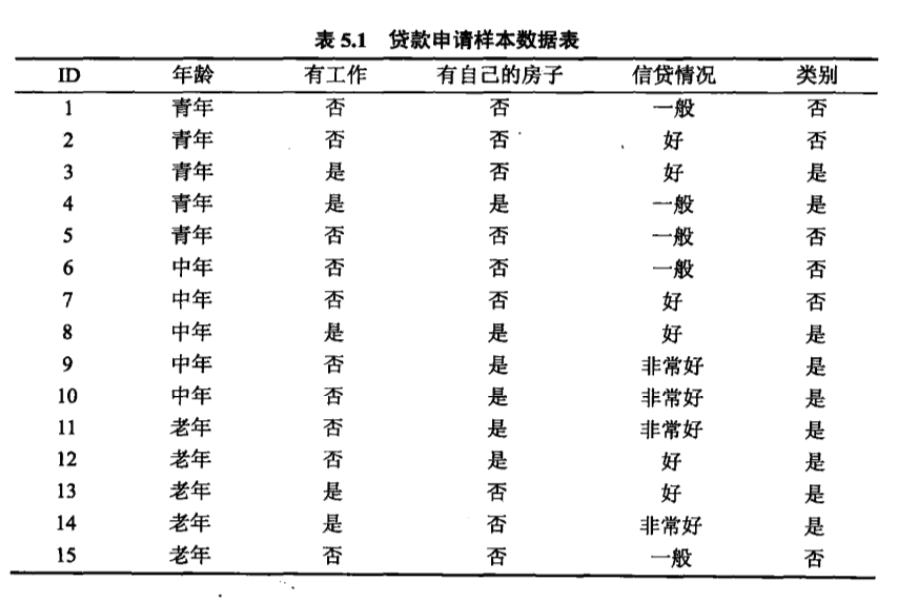 表 5.1 贷款申请样本数据表
ID 年龄 有工作 有自己的房子 信贷情况 类别
1 青年 否 否 一般 否
2 青年 否 否 好 否
3 青年 是 否 好 是
4 青年 是 是 一般 是
5 青年 否 否 一般 否
6 中年 否 否 一般 否
7 中年 否 否 好 否
8 中年 是 是 好 是
9 中年 否 是 非常好 是
10 中年 否 是 非常好 是
11 老年 否 是 非常好 是
12 老年 否 是 好 是
13 老年 是 否 好 是
14 老年 是 否 非常好 是
15 老年 否 否 一般 否